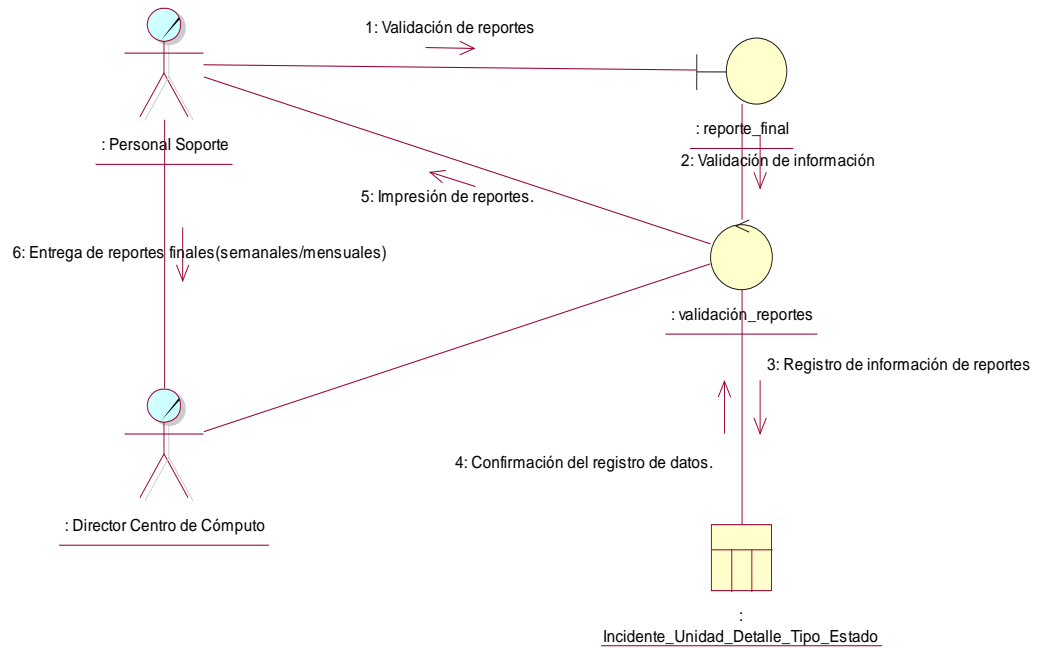 1: Validación de reportes
: Personal Soporte
: reporte_final
2: Validación de información
5: Impresión de reportes.
6: Entrega de reportes finales(semanales/mensuales)
: validación_reportes
3: Registro de información de reportes
4: Confirmación del registro de datos.
: Director Centro de Cómputo
:
Incidente_Unidad_Detalle_Tipo_Estado